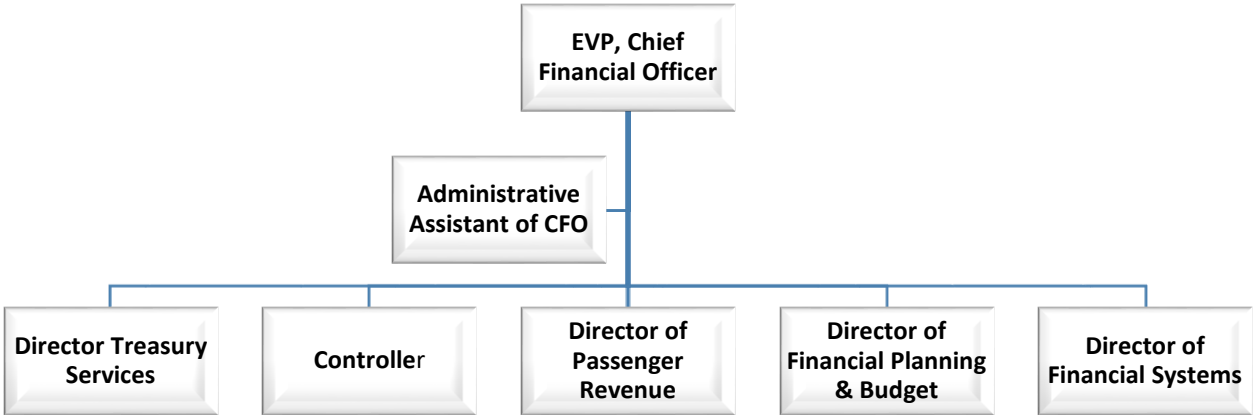 EVP, Chief
Financial Officer
Administrative
Assistant of CFO
Director Treasury
Services
Controller
Director of
Passenger
Revenue
Director of
Financial Planning
& Budget
Director of
Financial Systems